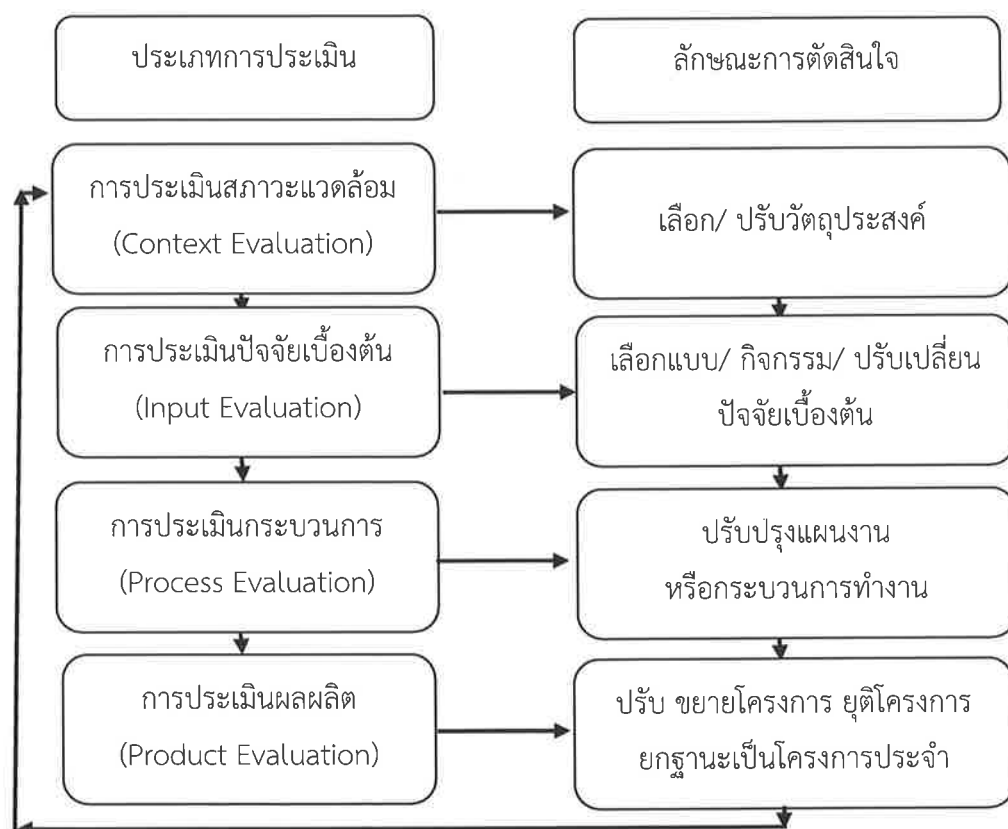 ประเภทการประเมิน
ลักษณะการตัดสินใจ
การประเมินสภาวะแวดล้อม
(Context Evaluation)
เลือก/ ปรับวัตถุประสงค์
การประเมินปัจจัยเบื้องต้น
(Input Evaluation)
เลือกแบบ/ กิจกรรม/ ปรับเปลี่ยน
ปัจจัยเบื้องต้น
การประเมินกระบวนการ
(Process Evaluation)
ปรับปรุงแผนงาน
หรือกระบวนการทำงาน
การประเมินผลผลิต
(Product Evaluation)
ปรับ ขยายโครงการ ยุติโครงการ
ยกฐานะเป็นโครงการประจำ